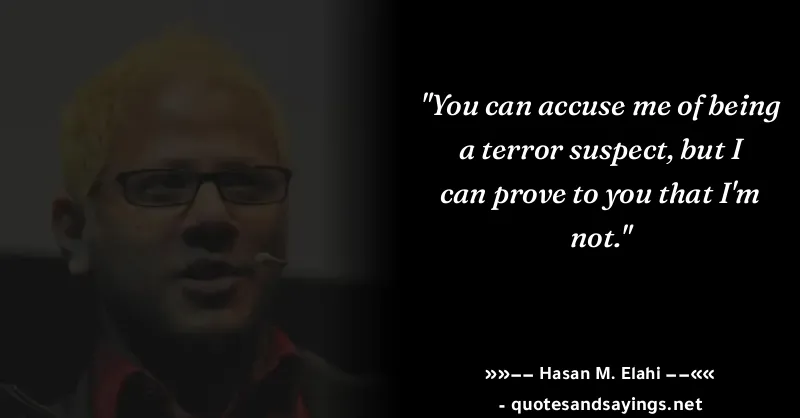 "You can accuse me of being
a terror suspect, but I
can prove to you that I'm
not."
»»−− Hasan M. Elahi −−««
- quotesandsayings.net